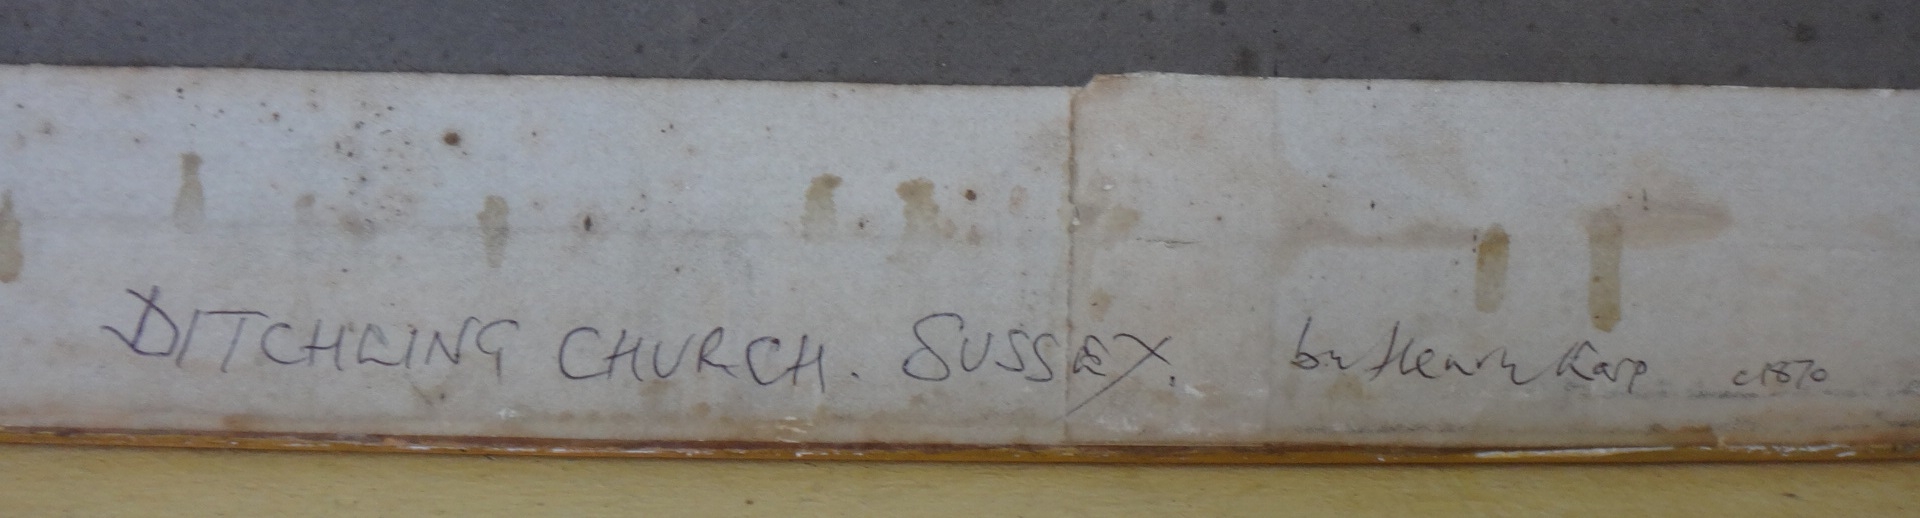 DITCHLING CHURCH. SUSSEX. by Henry Earp c1870